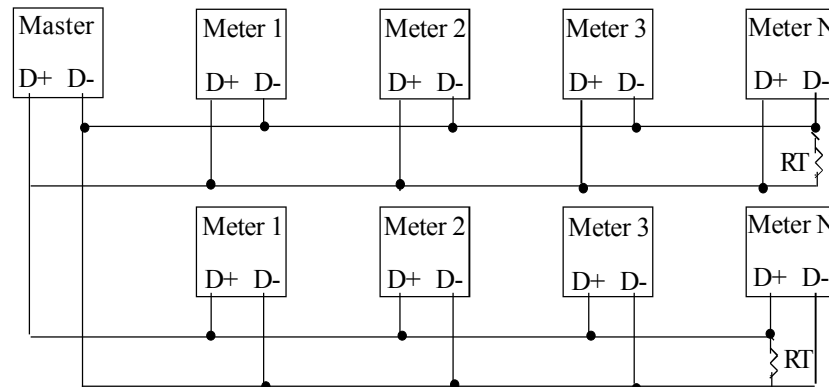 Master Meter 1 Meter 2 Meter 3 Meter N
D+ D- D+ D- D+ D- D+ D- D+ D-
RT
Meter 1 Meter 2 Meter 3 Meter N
D+ D- D+ D- D+ D- D+ D-
RT